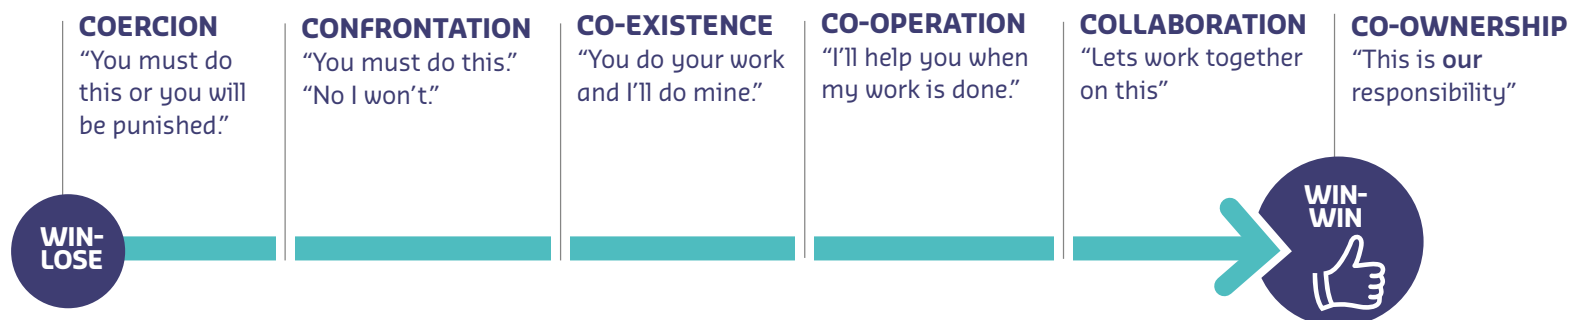 COERCION
“You must do
this or you will
be punished.”
CONFRONTATION
“You must do this.”
“No I won’t.”
CO-EXISTENCE
“You do your work
and I’ll do mine.”
CO-OPERATION
“I’ll help you when
my work is done.”
COLLABORATION
“Lets work together
on this”
CO-OWNERSHIP
“This is our
responsibility”
WIN-
LOSE
WIN-
WIN